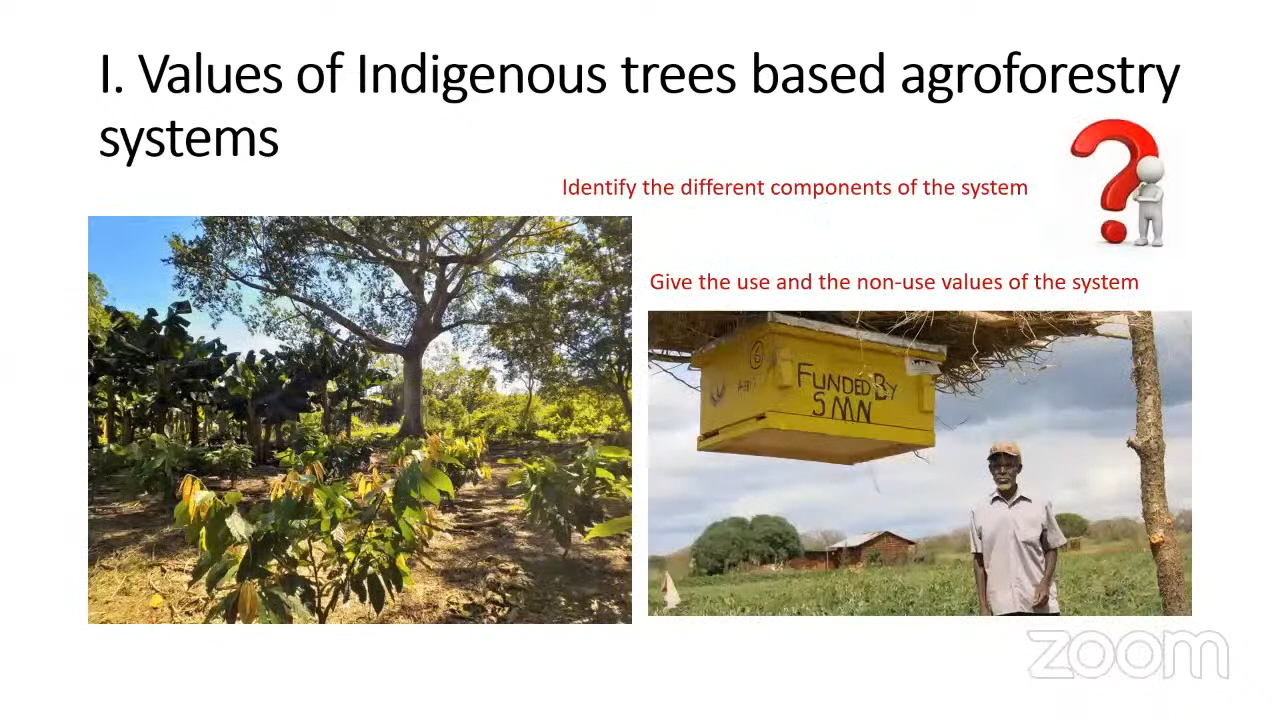 I. Values of Indigenous trees based agroforestry
systems
Identify the different components of the system
Give the use and the non-use values of the system
6
FUNDED BY
SMN
zoom